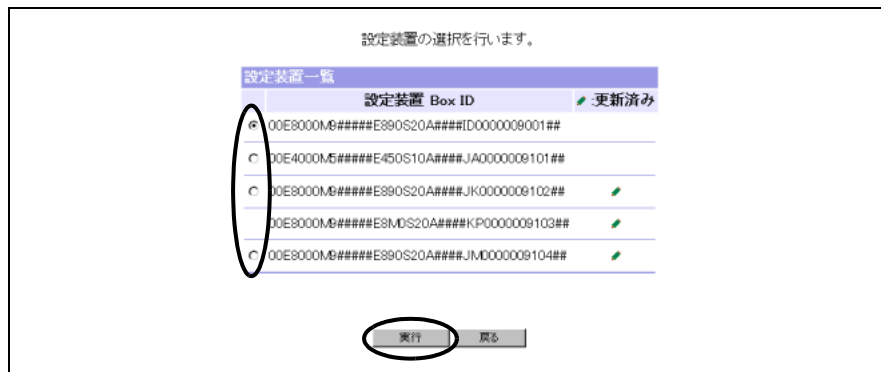 設定装置の選択を行います。
設定装置一覧
設定装置 Box ID :更新済み
00E8000M9#####E890S20A####ID0000009001##
00E4000M5#####E450S10A####JA0000009101##
00E8000M9#####E890S20A####JK0000009102##
00E8000M9#####E8M0S20A####KP0000009103##
00E8000M9#####E890S20A####JM0000009104##
実行 戻る